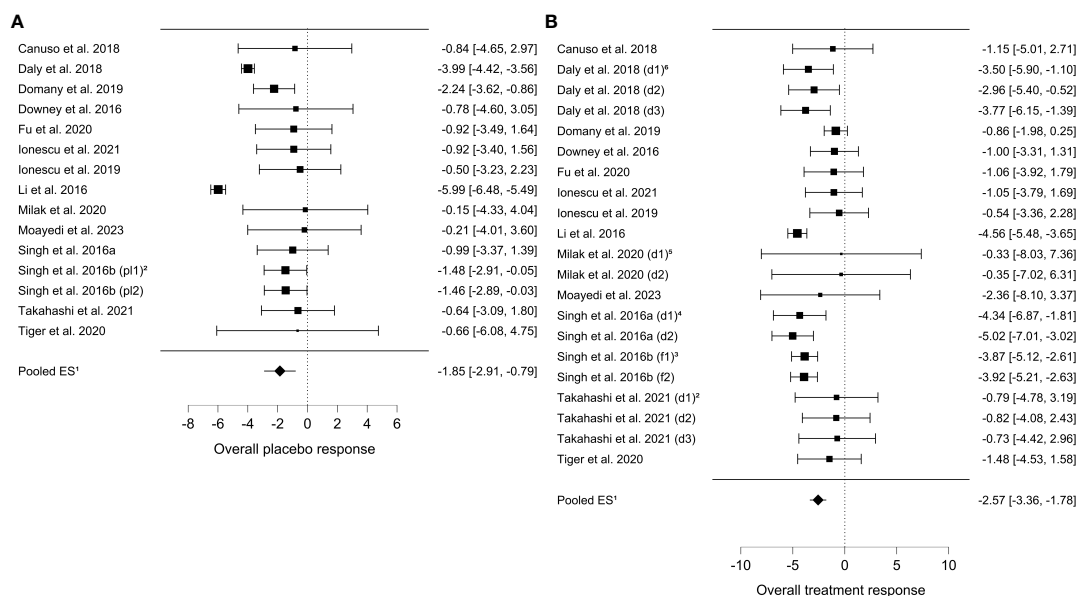 A
Canuso et al. 2018 -0.84 [-4.65, 2.97]
Daly et al. 2018 -3.99 [-4.42, -3.56]
Domany et al. 2019 -2.24 [-3.62, -0.86]
Downey et al. 2016 -0.78 [-4.60, 3.05]
Fu et al. 2020 -0.92 [-3.49, 1.64]
Ionescu et al. 2021 -0.92 [-3.40, 1.56]
Ionescu et al. 2019 -0.50 [-3.23, 2.23]
Li et al. 2016 -5.99 [-6.48, -5.49]
Milak et al. 2020 -0.15 [-4.33, 4.04]
Moayedi et al. 2023 -0.21 [-4.01, 3.60]
Singh et al. 2016a -0.99 [-3.37, 1.39]
Singh et al. 2016b (pl1)² -1.48 [-2.91, -0.05]
Singh et al. 2016b (pl2) -1.46 [-2.89, -0.03]
Takahashi et al. 2021 -0.64 [-3.09, 1.80]
Tiger et al. 2020 -0.66 [-6.08, 4.75]
Pooled ES¹ -1.85 [-2.91, -0.79]
-8 -6 -4 -2 0 2 4 6
Overall placebo response
B
Canuso et al. 2018 -1.15 [-5.01, 2.71]
Daly et al. 2018 (d1)⁶ -3.50 [-5.90, -1.10]
Daly et al. 2018 (d2) -2.96 [-5.40, -0.52]
Daly et al. 2018 (d3) -3.77 [-6.15, -1.39]
Domany et al. 2019 -0.86 [-1.98, 0.25]
Downey et al. 2016 -1.00 [-3.31, 1.31]
Fu et al. 2020 -1.06 [-3.92, 1.79]
Ionescu et al. 2021 -1.05 [-3.79, 1.69]
Ionescu et al. 2019 -0.54 [-3.36, 2.28]
Li et al. 2016 -4.56 [-5.48, -3.65]
Milak et al. 2020 (d1)⁵ -0.33 [-8.03, 7.36]
Milak et al. 2020 (d2) -0.35 [-7.02, 6.31]
Moayedi et al. 2023 -2.36 [-8.10, 3.37]
Singh et al. 2016a (d1)⁴ -4.34 [-6.87, -1.81]
Singh et al. 2016a (d2) -5.02 [-7.01, -3.02]
Singh et al. 2016b (f1)³ -3.87 [-5.12, -2.61]
Singh et al. 2016b (f2) -3.92 [-5.21, -2.63]
Takahashi et al. 2021 (d1)² -0.79 [-4.78, 3.19]
Takahashi et al. 2021 (d2) -0.82 [-4.08, 2.43]
Takahashi et al. 2021 (d3) -0.73 [-4.42, 2.96]
Tiger et al. 2020 -1.48 [-4.53, 1.58]
Pooled ES¹ -2.57 [-3.36, -1.78]
-10 -5 0 5 10
Overall treatment response